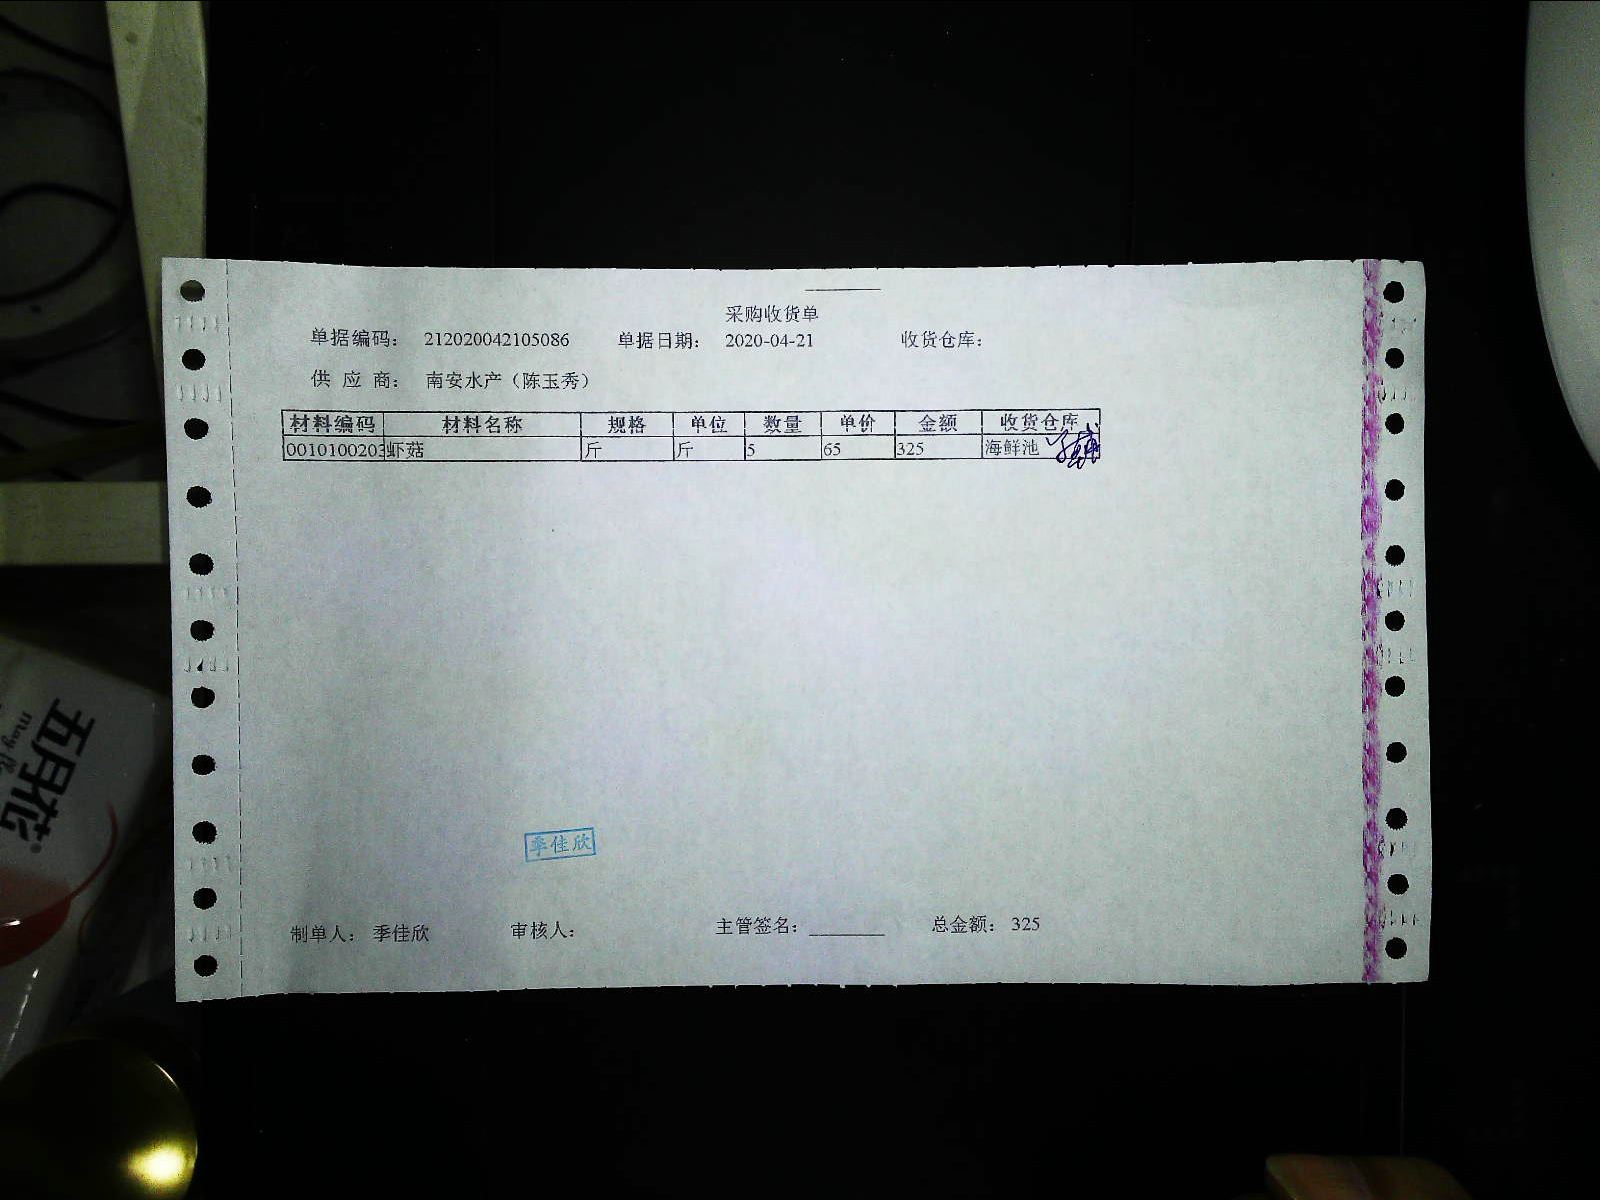 采购收货单
单据编码： 212020042105086 单据日期： 2020-04-21 收货仓库：
供 应 商： 南安水产（陈玉秀）
材料编码 材料名称 规格 单位 数量 单价 金额 收货仓库
0010100203 虾菇 斤 斤 5 65 325 海鲜池
季佳欣
制单人： 季佳欣 审核人： 主管签名： 总金额： 325
五月花
may